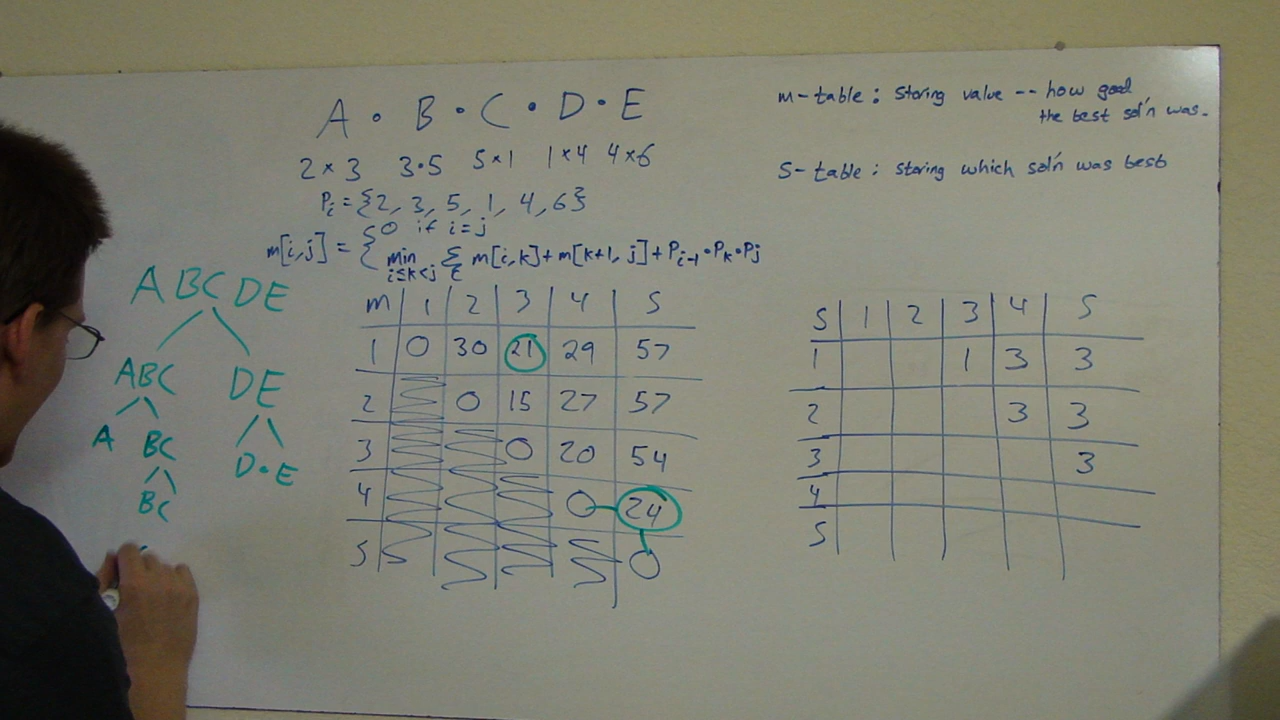 A • B • C • D • E
2 × 3 3•5 5×1 1×4 4×6
Pi = {2, 3, 5, 1, 4, 6}
m[i,j] = { 0 if i=j
min i≤k<j { m[i,k] + m[k+1, j] + Pi-1 • Pk • Pj
m-table: Storing value -- how good
the best sol'n was.
S-table: Storing which sol'n was best
ABCDE
ABC DE
A BC D•E
BC
m 1 2 3 4 5
1 0 30 21 29 57
2 0 15 27 57
3 0 20 54
4 0 24
5 0
S 1 2 3 4 5
1 1 3 3
2 3 3
3 3
4
5